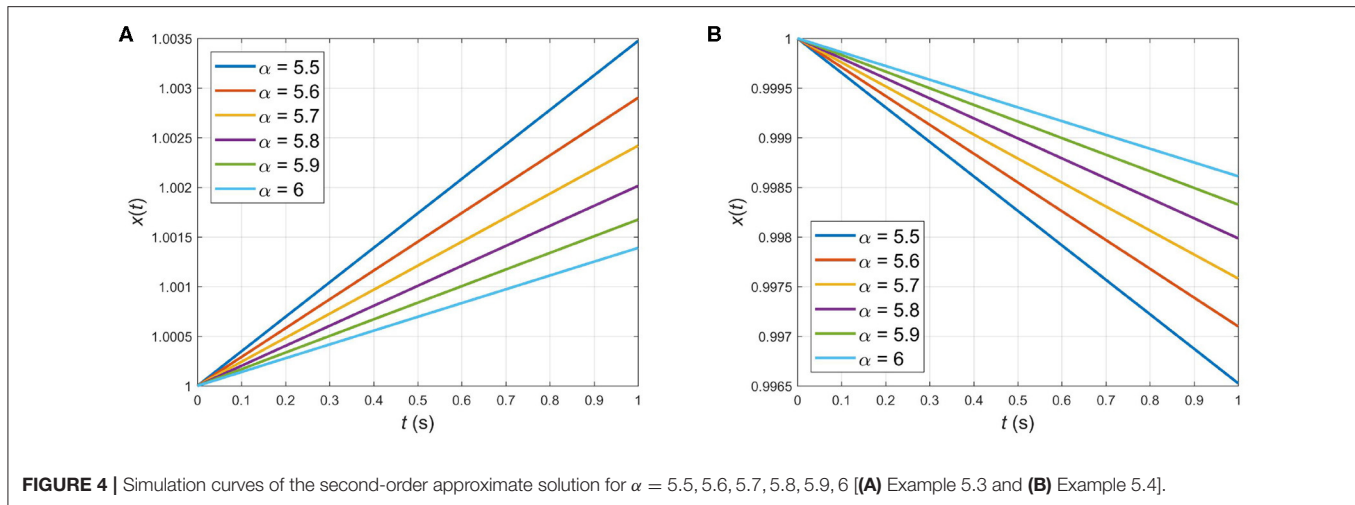 A
1.0035
1.003
1.0025
1.002
1.0015
1.001
1.0005
1
x(t)
α = 5.5
α = 5.6
α = 5.7
α = 5.8
α = 5.9
α = 6
0 0.1 0.2 0.3 0.4 0.5 0.6 0.7 0.8 0.9 1
t (s)
B
1
0.9995
0.999
0.9985
0.998
0.9975
0.997
0.9965
x(t)
α = 5.5
α = 5.6
α = 5.7
α = 5.8
α = 5.9
α = 6
0 0.1 0.2 0.3 0.4 0.5 0.6 0.7 0.8 0.9 1
t (s)
FIGURE 4 | Simulation curves of the second-order approximate solution for α = 5.5, 5.6, 5.7, 5.8, 5.9, 6 [(A) Example 5.3 and (B) Example 5.4].